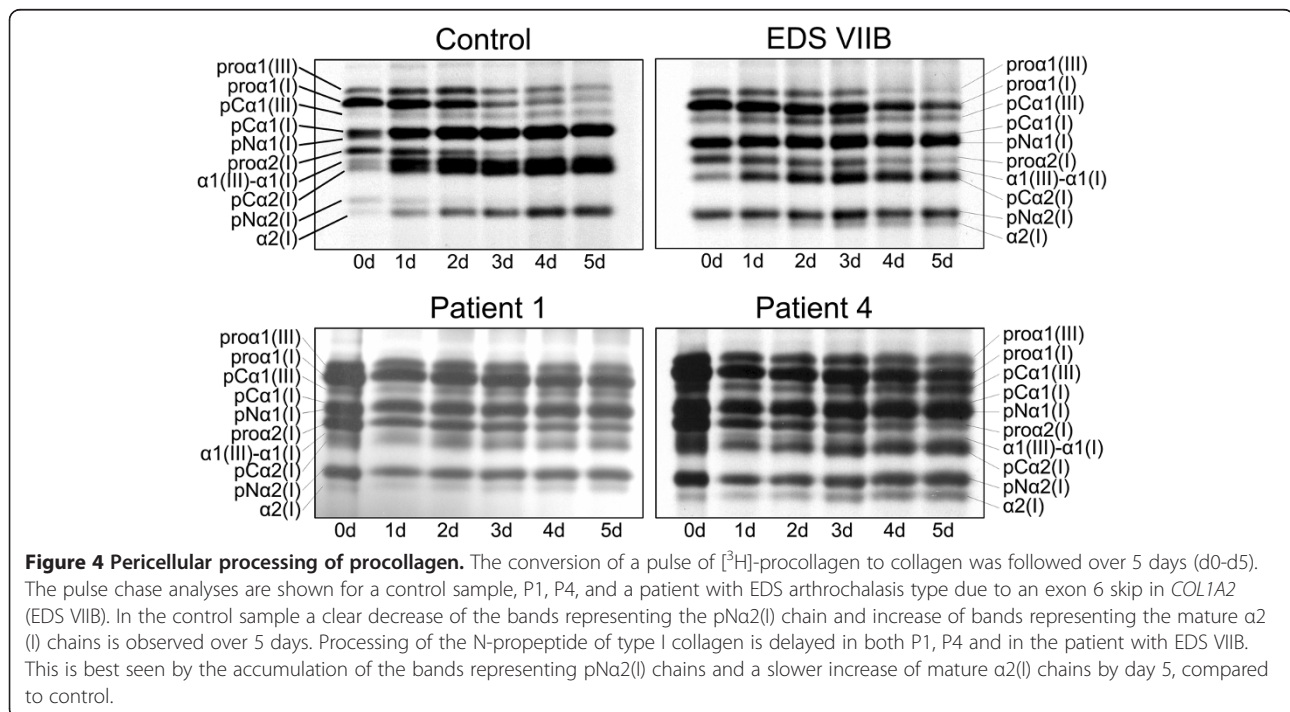 Control
EDS VIIB
proα1(III)
proα1(I)
pCα1(III)
pCα1(I)
pNα1(I)
proα2(I)
α1(III)-α1(I)
pCα2(I)
pNα2(I)
α2(I)
0d 1d 2d 3d 4d 5d
0d 1d 2d 3d 4d 5d
proα1(III)
proα1(I)
pCα1(III)
pCα1(I)
pNα1(I)
proα2(I)
α1(III)-α1(I)
pCα2(I)
pNα2(I)
α2(I)
Patient 1
Patient 4
proα1(III)
proα1(I)
pCα1(III)
pCα1(I)
pNα1(I)
proα2(I)
α1(III)-α1(I)
pCα2(I)
pNα2(I)
α2(I)
0d 1d 2d 3d 4d 5d
0d 1d 2d 3d 4d 5d
proα1(III)
proα1(I)
pCα1(III)
pCα1(I)
pNα1(I)
proα2(I)
α1(III)-α1(I)
pCα2(I)
pNα2(I)
α2(I)
Figure 4 Pericellular processing of procollagen. The conversion of a pulse of [³H]-procollagen to collagen was followed over 5 days (d0-d5).
The pulse chase analyses are shown for a control sample, P1, P4, and a patient with EDS arthrochalasis type due to an exon 6 skip in COL1A2
(EDS VIIB). In the control sample a clear decrease of the bands representing the pNα2(I) chain and increase of bands representing the mature α2
(I) chains is observed over 5 days. Processing of the N-propeptide of type I collagen is delayed in both P1, P4 and in the patient with EDS VIIB.
This is best seen by the accumulation of the bands representing pNα2(I) chains and a slower increase of mature α2(I) chains by day 5, compared
to control.